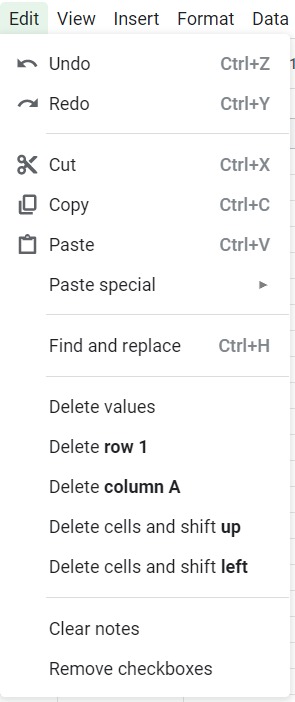 Edit View Insert Format Data
Undo Ctrl+Z
Redo Ctrl+Y
Cut Ctrl+X
Copy Ctrl+C
Paste Ctrl+V
Paste special
Find and replace Ctrl+H
Delete values
Delete row 1
Delete column A
Delete cells and shift up
Delete cells and shift left
Clear notes
Remove checkboxes